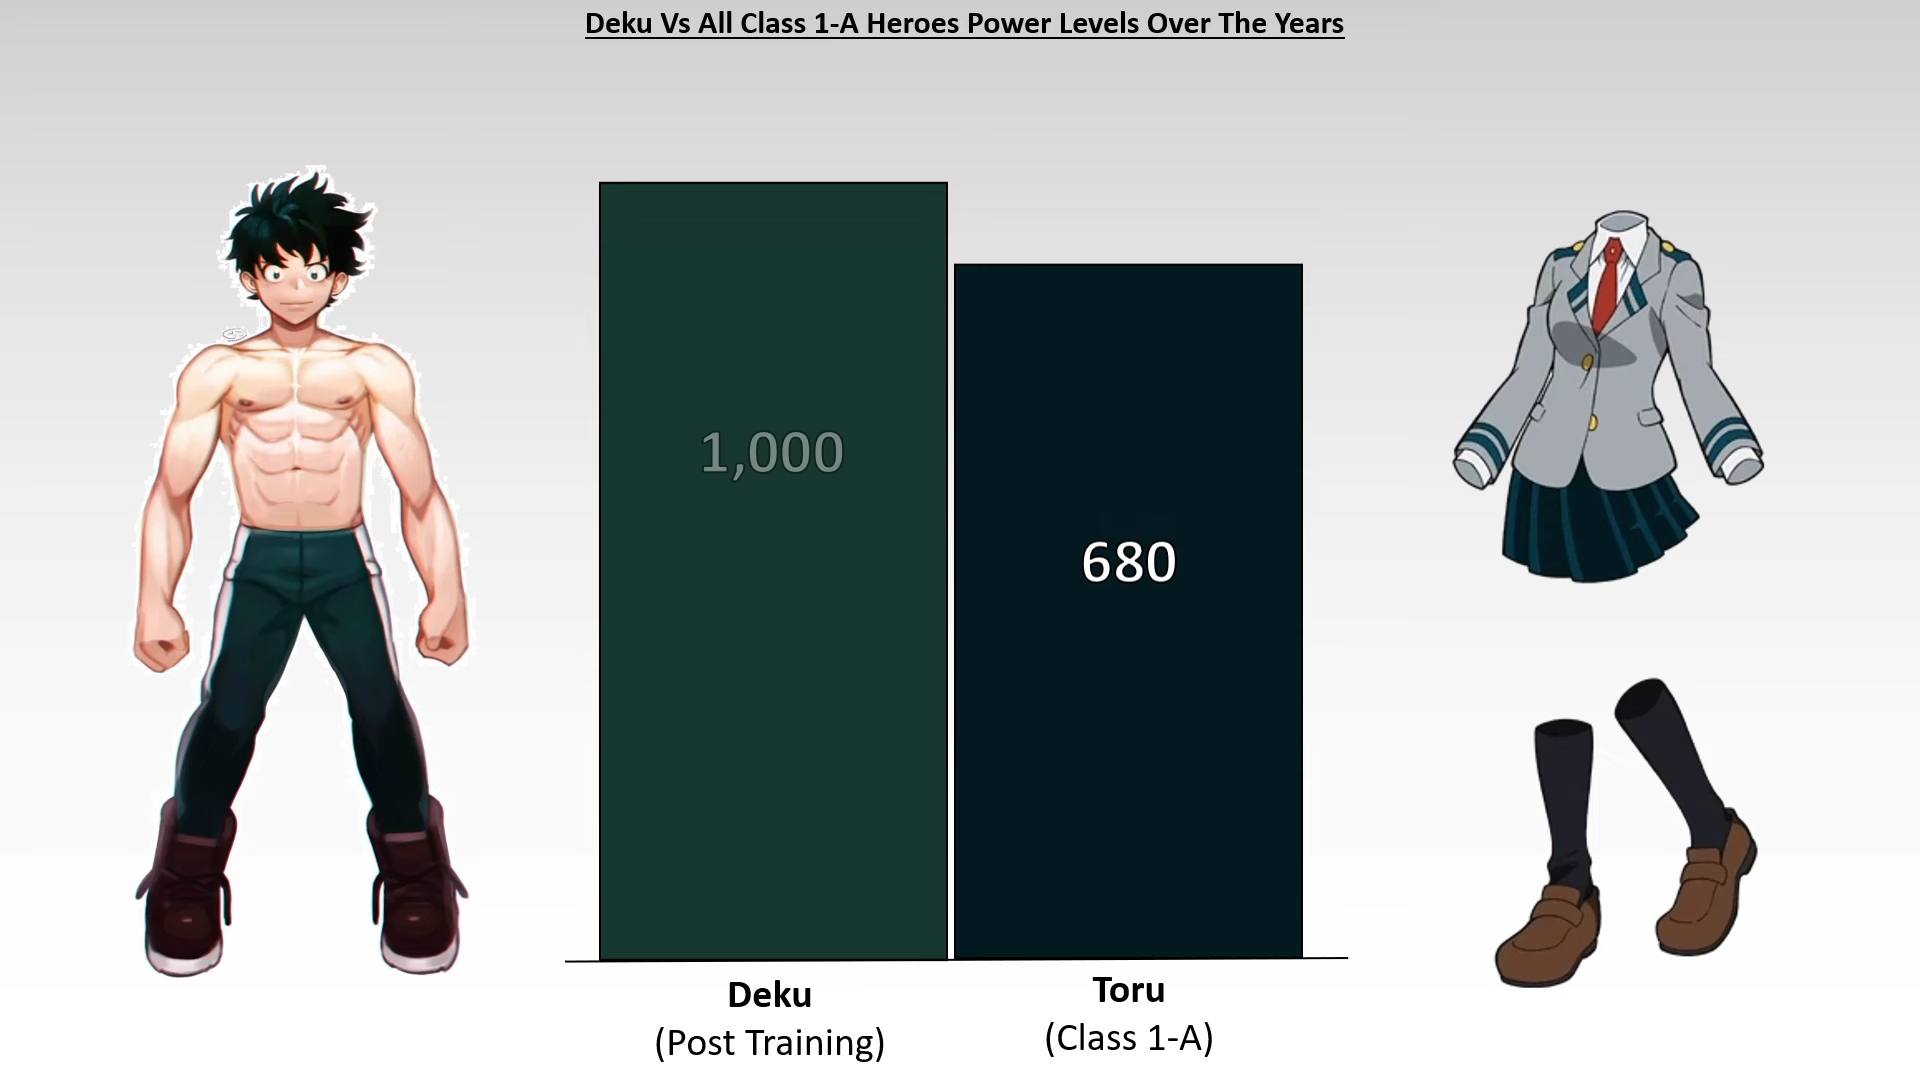 Deku Vs All Class 1-A Heroes Power Levels Over The Years
1,000
680
Deku
(Post Training)
Toru
(Class 1-A)